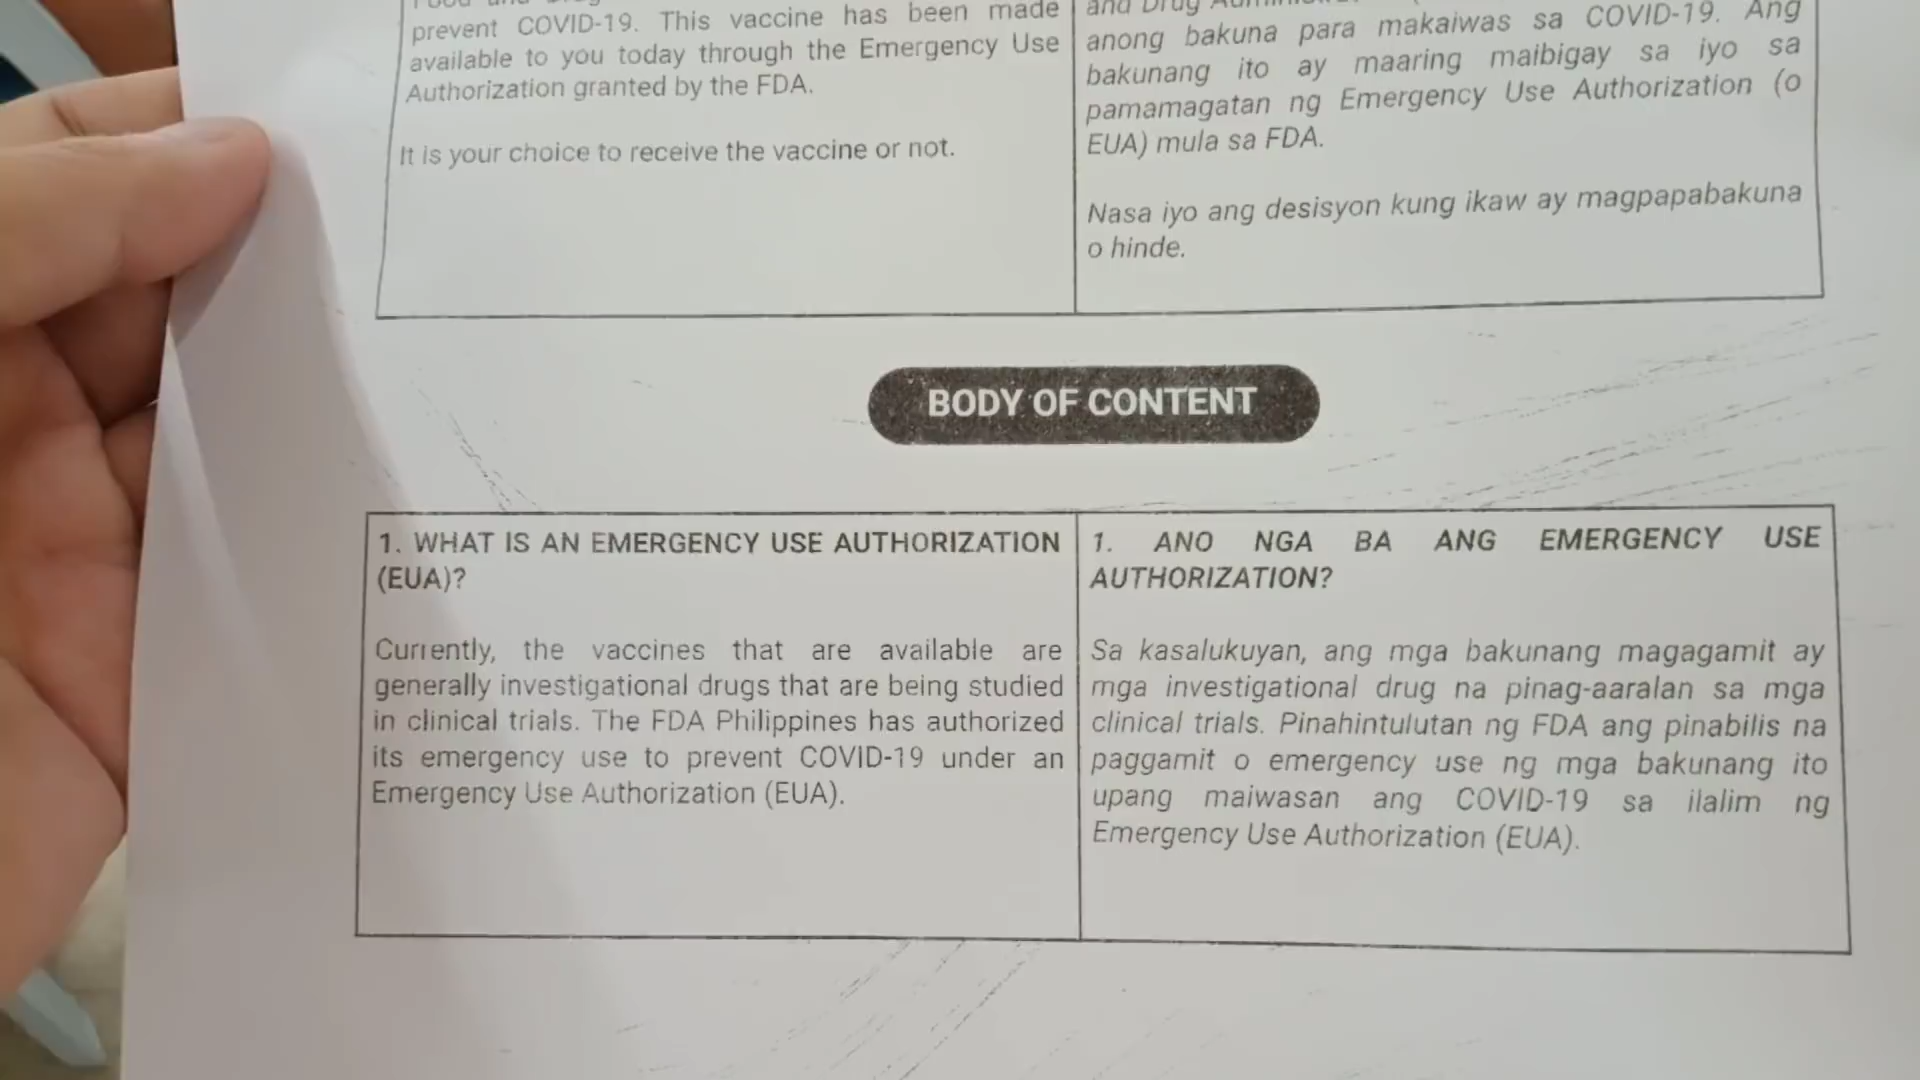 prevent COVID-19. This vaccine has been made
available to you today through the Emergency Use
Authorization granted by the FDA.
It is your choice to receive the vaccine or not.
and Drug
anong bakuna para makaiwas sa COVID-19. Ang
bakunang ito ay maaring maibigay sa iyo sa
pamamagatan ng Emergency Use Authorization (o
EUA) mula sa FDA.
Nasa iyo ang desisyon kung ikaw ay magpapabakuna
o hinde.
BODY OF CONTENT
1. WHAT IS AN EMERGENCY USE AUTHORIZATION
(EUA)?
Currently, the vaccines that are available are
generally investigational drugs that are being studied
in clinical trials. The FDA Philippines has authorized
its emergency use to prevent COVID-19 under an
Emergency Use Authorization (EUA).
1. ANO NGA BA ANG EMERGENCY USE
AUTHORIZATION?
Sa kasalukuyan, ang mga bakunang magagamit ay
mga investigational drug na pinag-aaralan sa mga
clinical trials. Pinahintulutan ng FDA ang pinabilis na
paggamit o emergency use ng mga bakunang ito
upang maiwasan ang COVID-19 sa ilalim ng
Emergency Use Authorization (EUA).